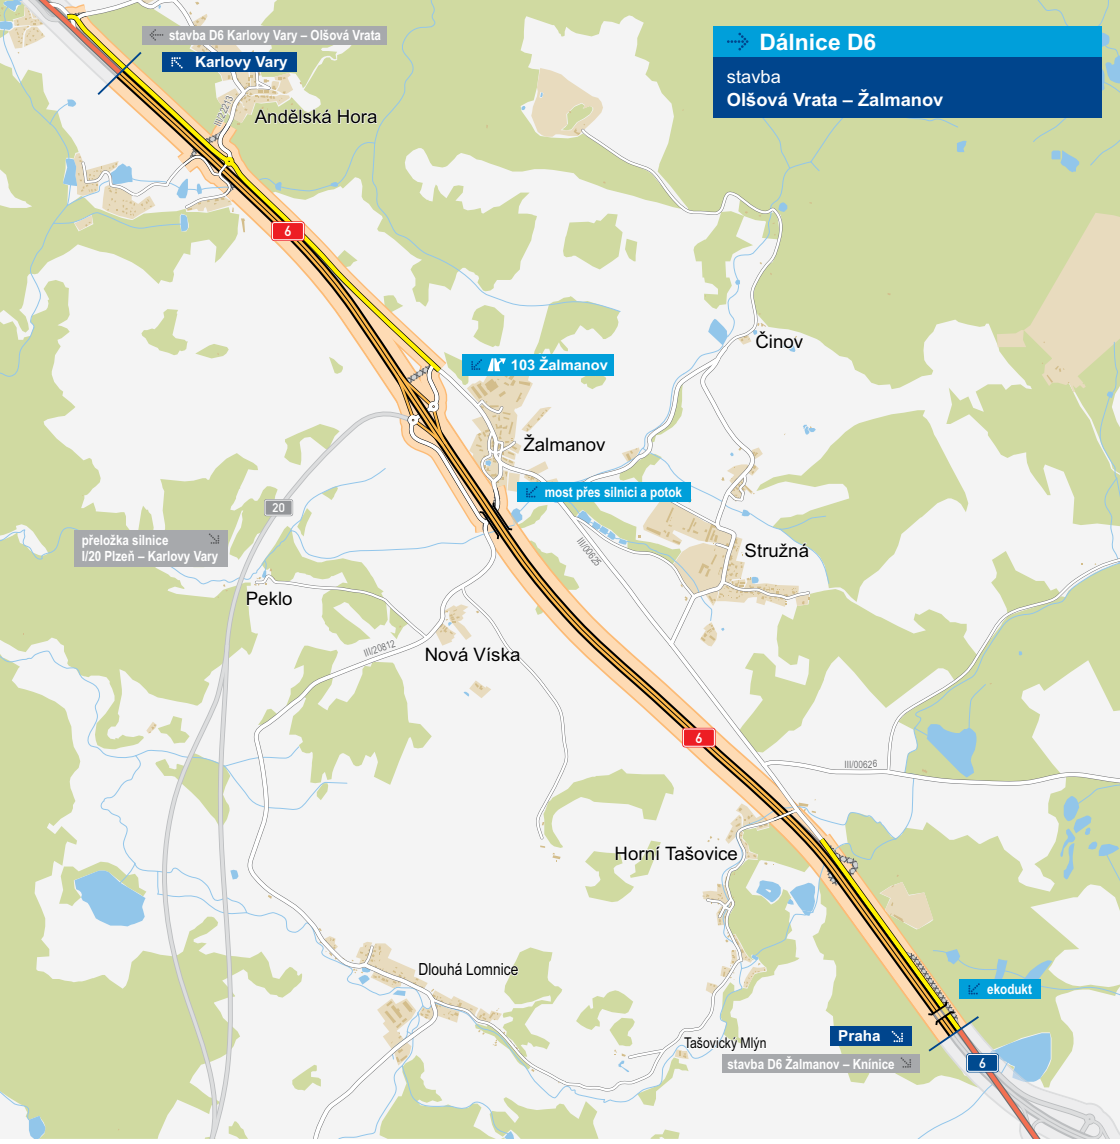 stavba D6 Karlovy Vary – Olšová Vrata
Karlovy Vary
Dálnice D6
stavba
Olšová Vrata – Žalmanov
III/22213
Andělská Hora
6
Činov
103 Žalmanov
Žalmanov
most přes silnici a potok
20
přeložka silnice
I/20 Plzeň – Karlovy Vary
III/00625
Stružná
Peklo
III/20812
Nová Víska
6
III/00626
Horní Tašovice
Dlouhá Lomnice
ekodukt
Praha
Tašovický Mlýn
stavba D6 Žalmanov – Knínice
6